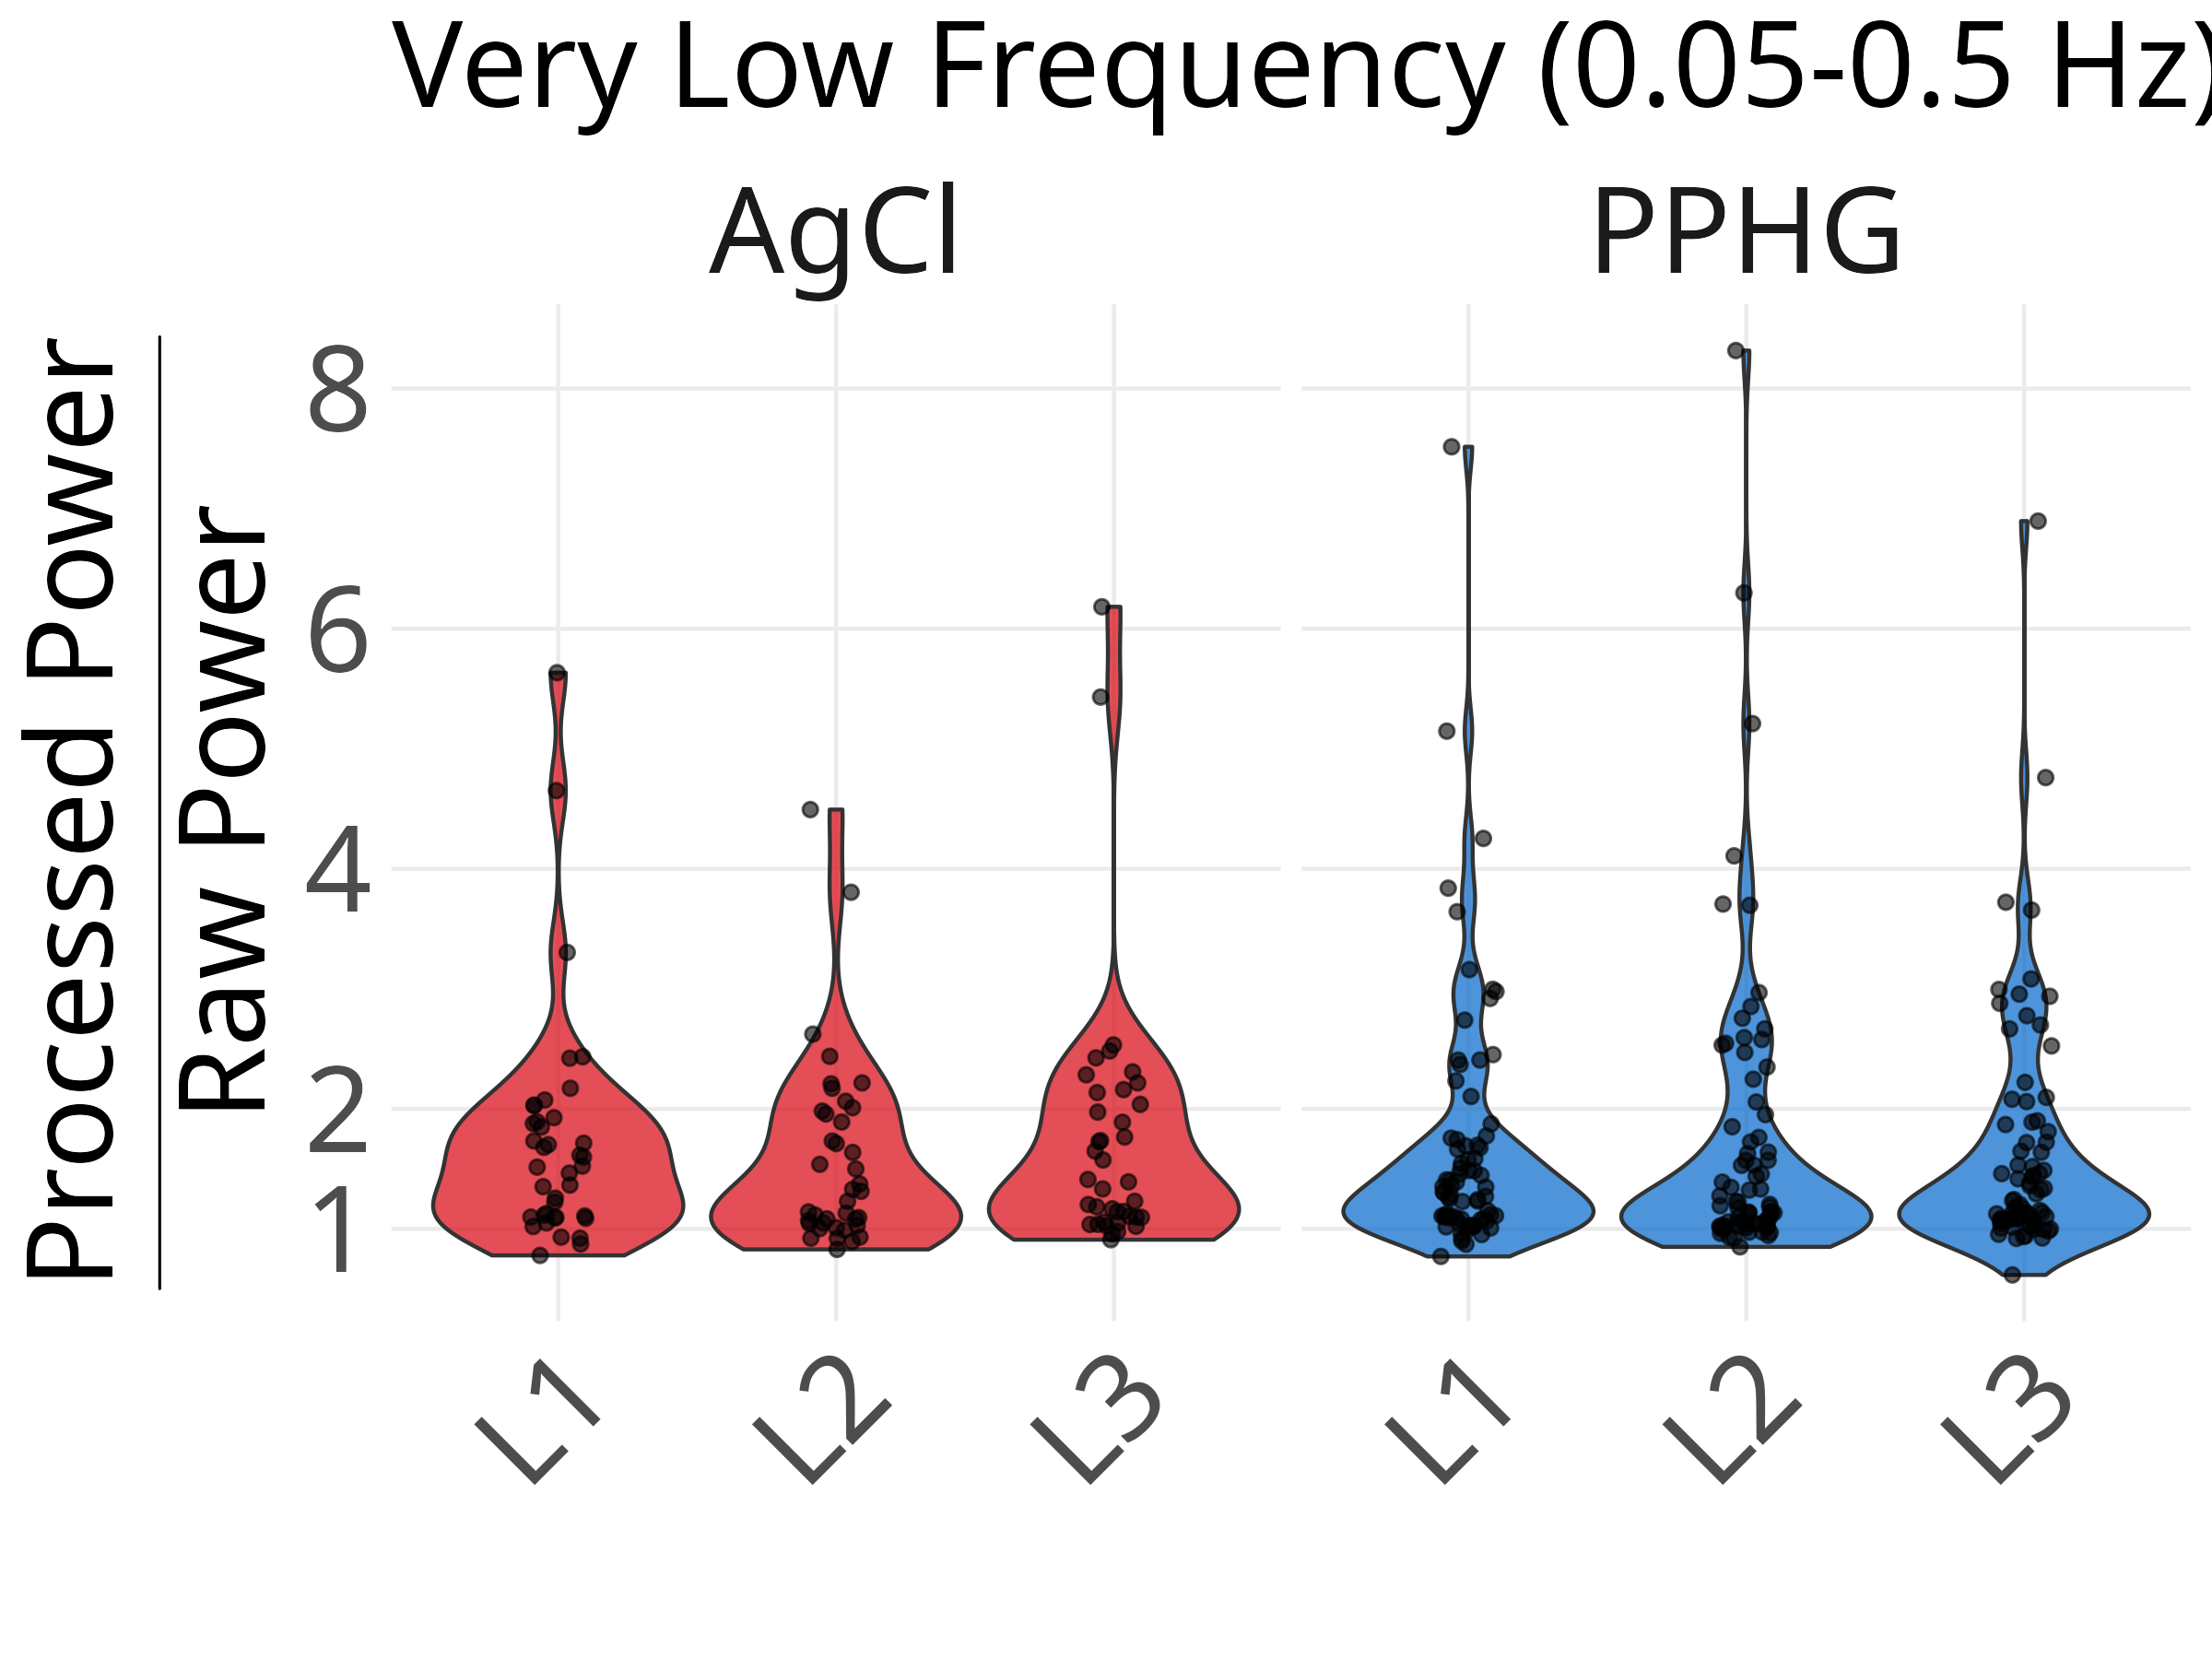 Very Low Frequency (0.05-0.5 Hz)
AgCl
PPHG
Processed Power
Raw Power
8
6
4
2
1
L1
L2
L3
L1
L2
L3